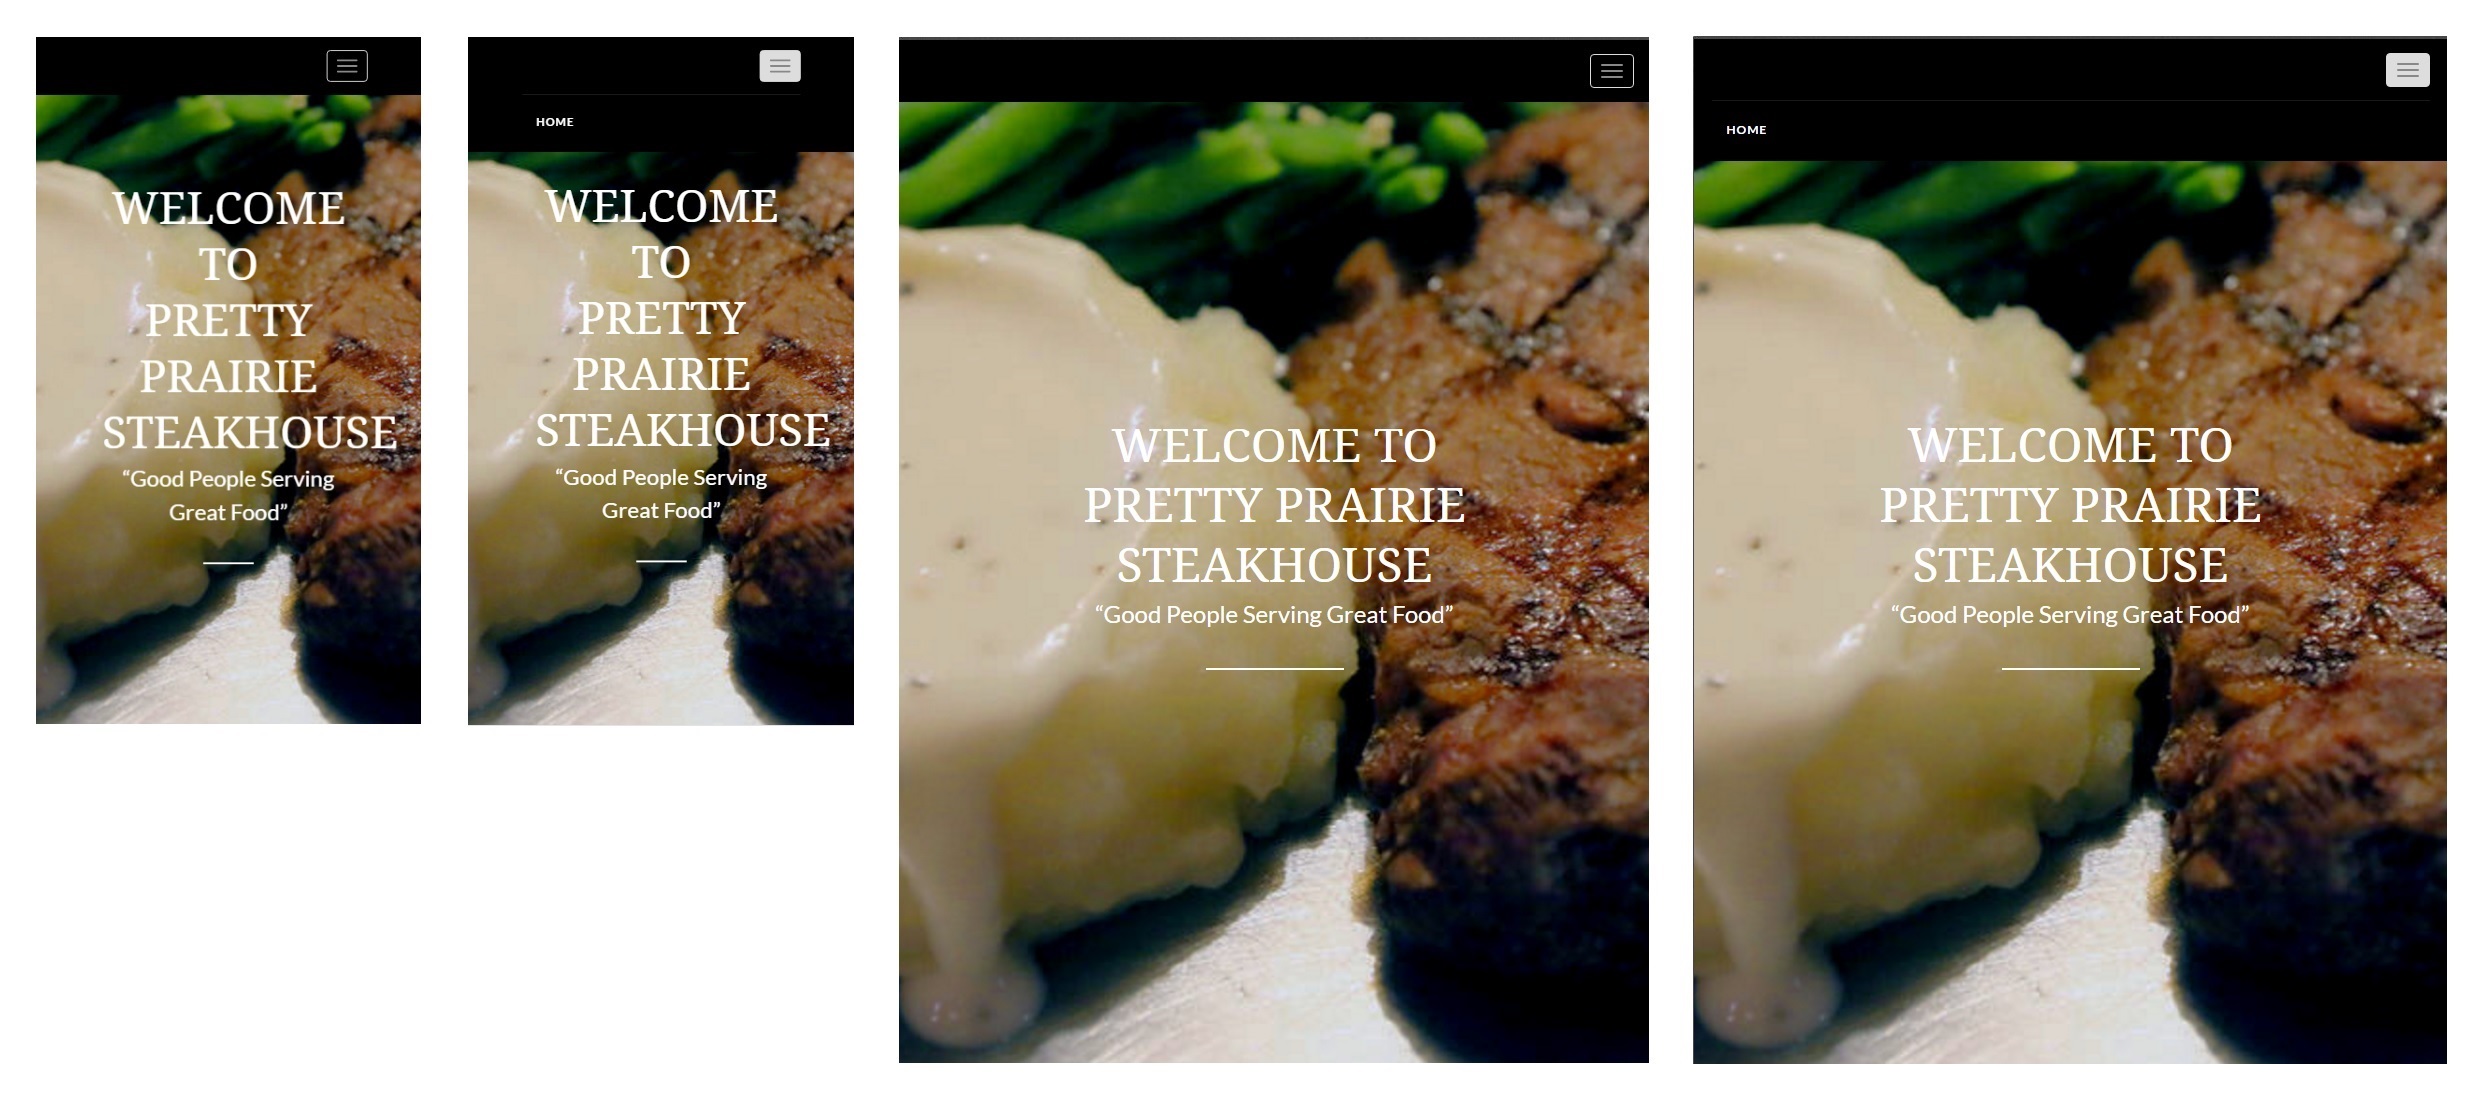 WELCOME
TO
PRETTY
PRAIRIE
STEAKHOUSE
“Good People Serving
Great Food”
HOME
WELCOME
TO
PRETTY
PRAIRIE
STEAKHOUSE
“Good People Serving
Great Food”
WELCOME TO
PRETTY PRAIRIE
STEAKHOUSE
“Good People Serving Great Food”
HOME
WELCOME TO
PRETTY PRAIRIE
STEAKHOUSE
“Good People Serving Great Food”